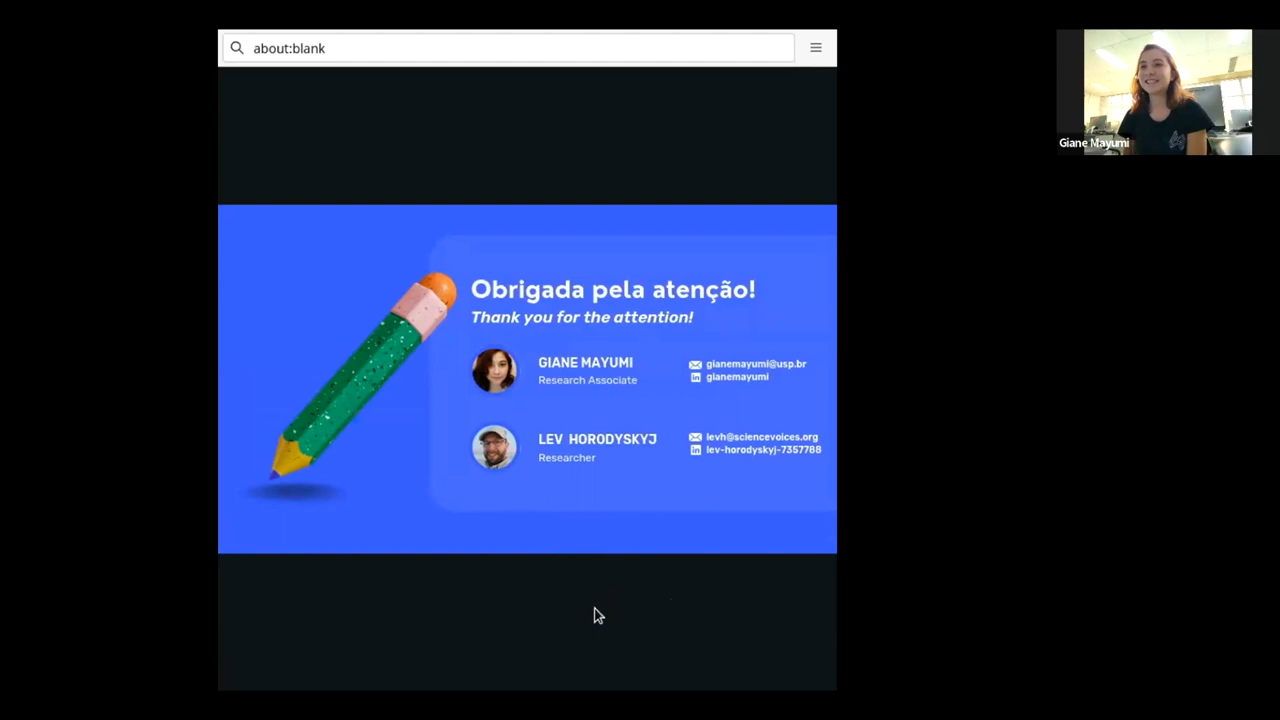 about:blank
Giane Mayumi
Obrigada pela atenção!
Thank you for the attention!
GIANE MAYUMI
Research Associate
gianemayumi@usp.br
gianemayumi
LEV HORODYSKYJ
Researcher
levh@sciencevoices.org
lev-horodyskyj-7357788